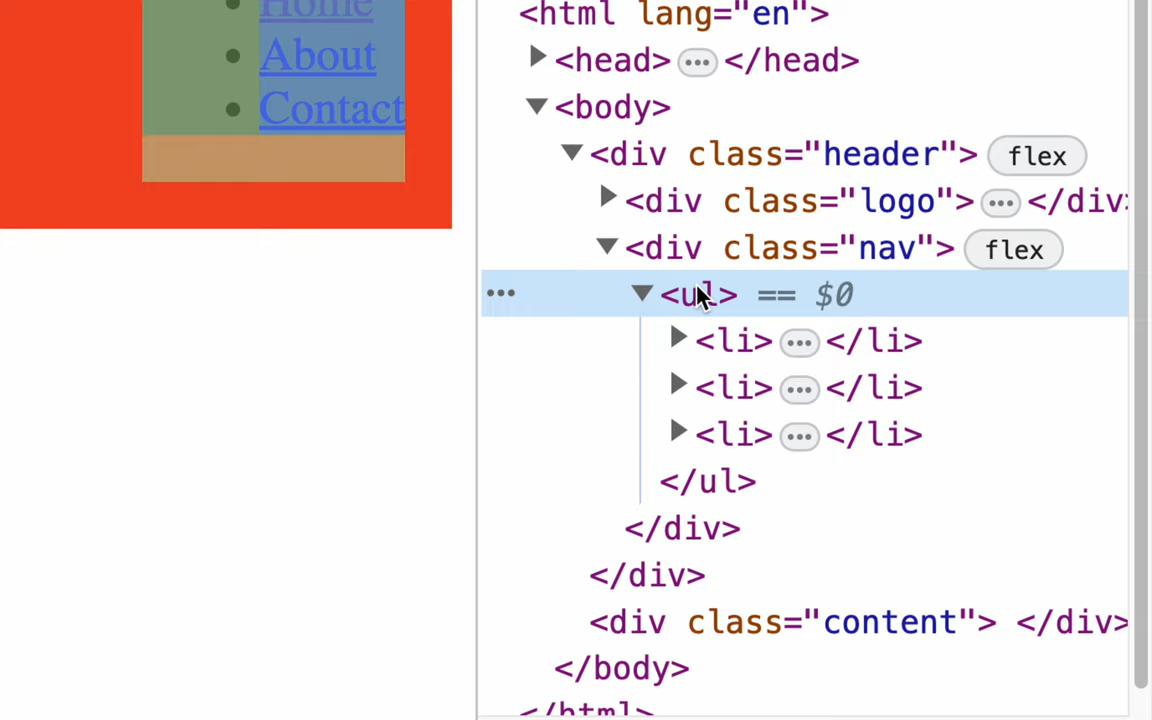 Home
About
Contact
<html lang="en">
<head> ••• </head>
<body>
<div class="header"> flex
<div class="logo"> ••• </div>
<div class="nav"> flex
••• <ul> == $0
<li> ••• </li>
<li> ••• </li>
<li> ••• </li>
</ul>
</div>
</div>
<div class="content"> </div>
</body>
</html>